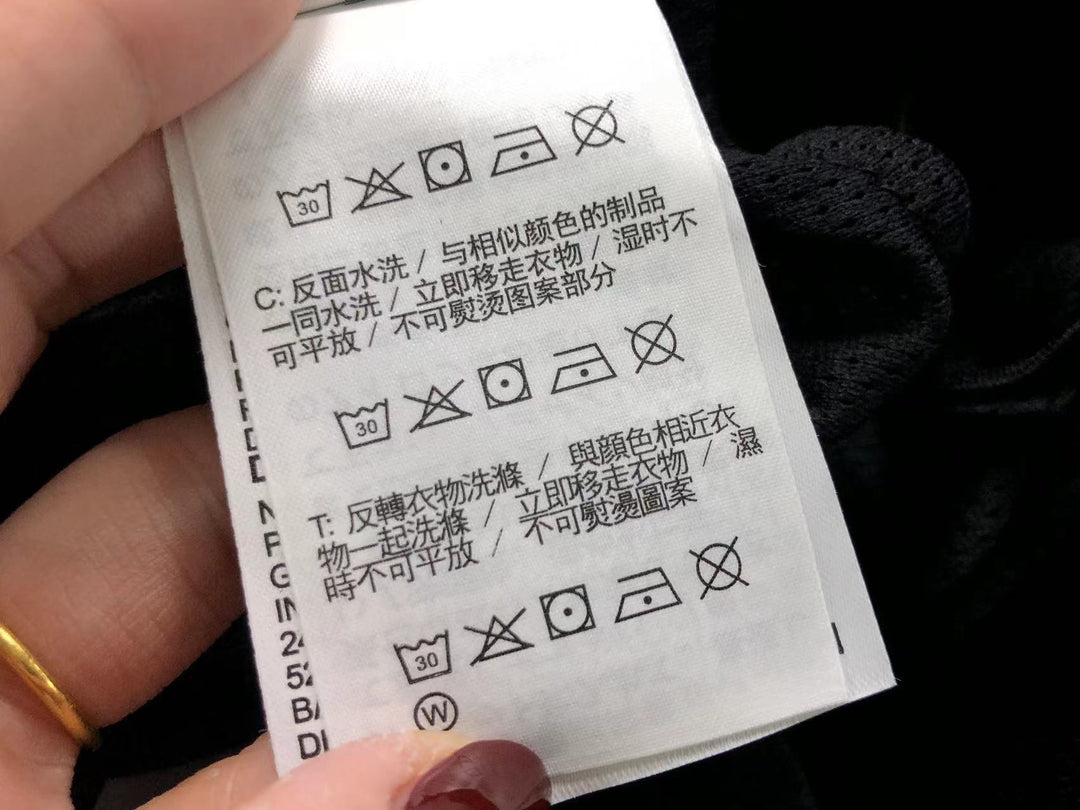 30
C: 反面水洗 / 与相似颜色的制品
一同水洗 / 立即移走衣物 / 湿时不
可平放 / 不可熨烫图案部分
30
T: 反轉衣物洗滌 / 與顏色相近衣
物一起洗滌 / 立即移走衣物 / 濕
時不可平放 / 不可熨燙圖案
30
W